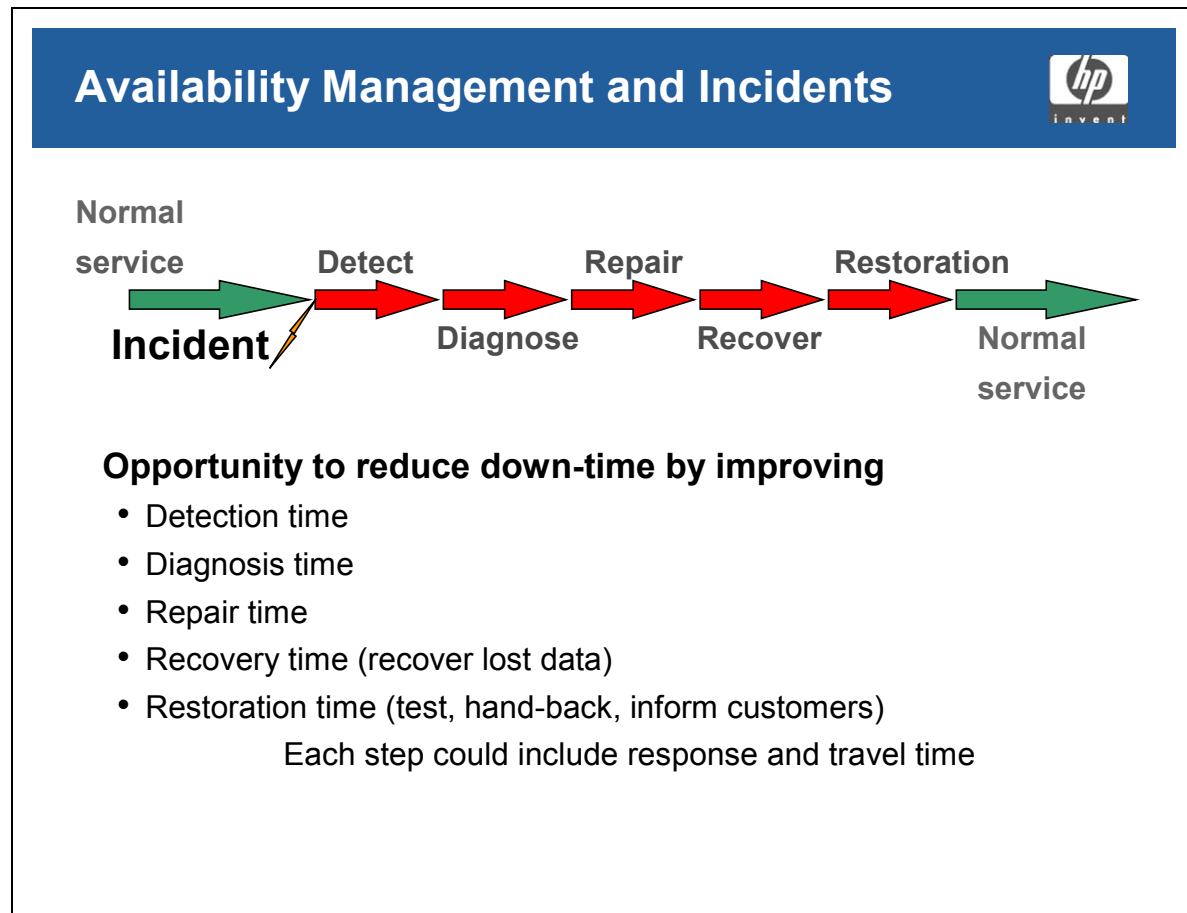 Availability Management and Incidents
hp
invent
Normal
service
Detect
Repair
Restoration
Incident
Diagnose
Recover
Normal
service
Opportunity to reduce down-time by improving
• Detection time
• Diagnosis time
• Repair time
• Recovery time (recover lost data)
• Restoration time (test, hand-back, inform customers)
Each step could include response and travel time